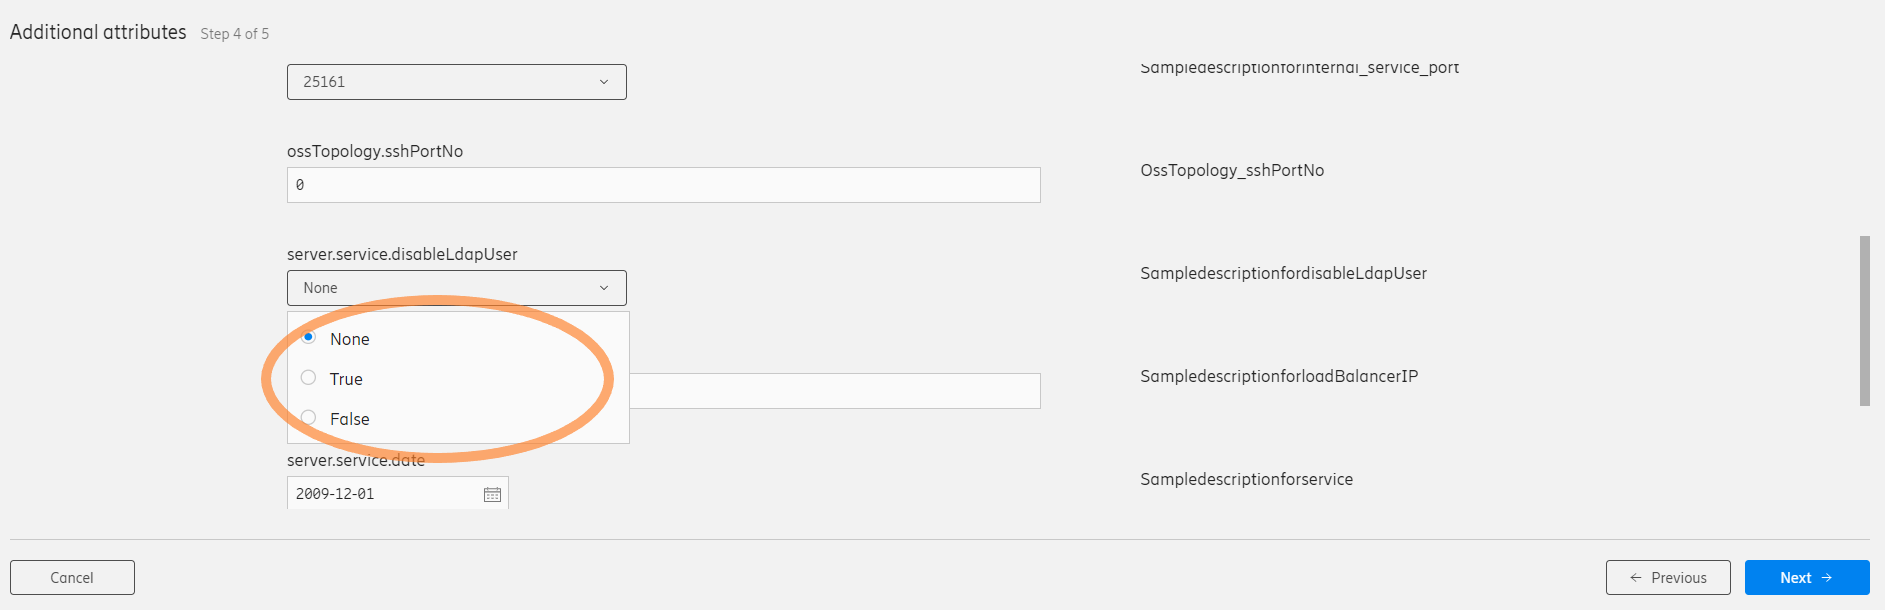 Additional attributes Step 4 of 5
25161
Sampledescriptionforinternal_service_port
ossTopology.sshPortNo
0
OssTopology_sshPortNo
server.service.disableLdapUser
None
SampledescriptionfordisableLdapUser
None
True
False
SampledescriptionforloadBalancerIP
server.service.date
2009-12-01
Sampledescriptionforservice
Cancel
Previous
Next